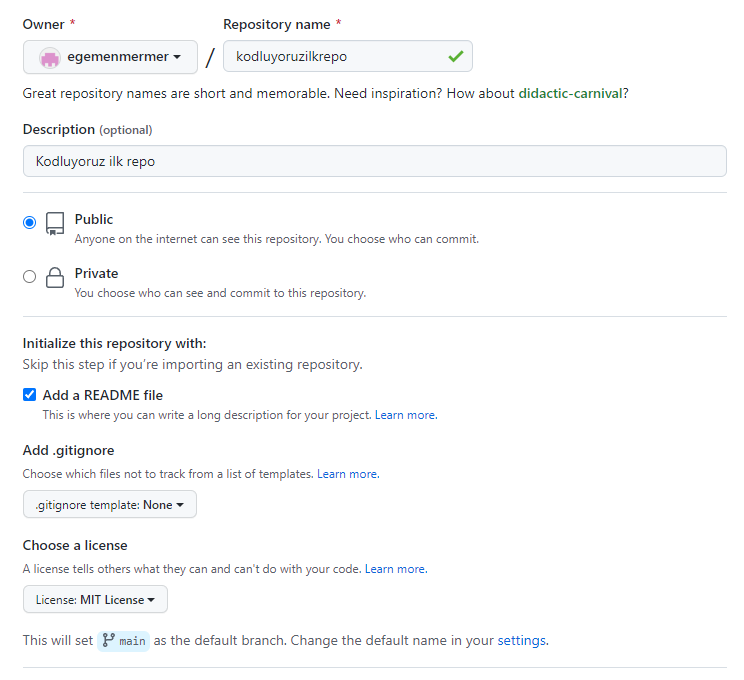 Owner *
Repository name *
egemenmermer / kodluyoruzilkrepo
Great repository names are short and memorable. Need inspiration? How about didactic-carnival?
Description (optional)
Kodluyoruz ilk repo
Public
Anyone on the internet can see this repository. You choose who can commit.
Private
You choose who can see and commit to this repository.
Initialize this repository with:
Skip this step if you’re importing an existing repository.
Add a README file
This is where you can write a long description for your project. Learn more.
Add .gitignore
Choose which files not to track from a list of templates. Learn more.
.gitignore template: None
Choose a license
A license tells others what they can and can't do with your code. Learn more.
License: MIT License
This will set main as the default branch. Change the default name in your settings.